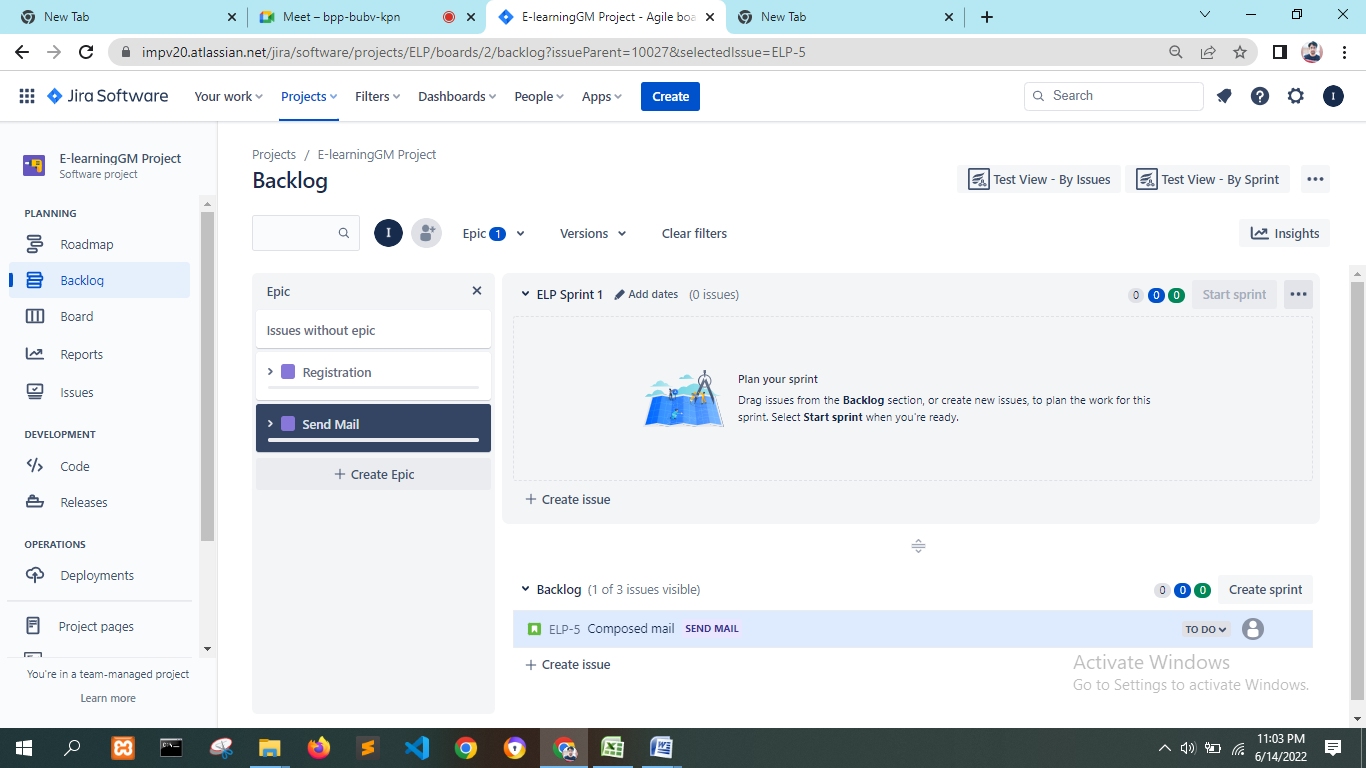 New Tab
Meet – bpp-bubv-kpn
E-learningGM Project - Agile boa
New Tab
impv20.atlassian.net/jira/software/projects/ELP/boards/2/backlog?issueParent=10027&selectedIssue=ELP-5
Jira Software
Your work
Projects
Filters
Dashboards
People
Apps
Create
Search
I
E-learningGM Project
Software project
PLANNING
Roadmap
Backlog
Board
Reports
Issues
DEVELOPMENT
Code
Releases
OPERATIONS
Deployments
Project pages
You're in a team-managed project
Learn more
Projects / E-learningGM Project
Backlog
Test View - By Issues
Test View - By Sprint
I
Epic 1
Versions
Clear filters
Insights
Epic
Issues without epic
Registration
Send Mail
+ Create Epic
ELP Sprint 1
Add dates
(0 issues)
0 0 0
Start sprint
Plan your sprint
Drag issues from the Backlog section, or create new issues, to plan the work for this
sprint. Select Start sprint when you're ready.
+ Create issue
Backlog (1 of 3 issues visible)
0 0 0
Create sprint
ELP-5 Composed mail SEND MAIL
TO DO
+ Create issue
Activate Windows
Go to Settings to activate Windows.
11:03 PM
6/14/2022